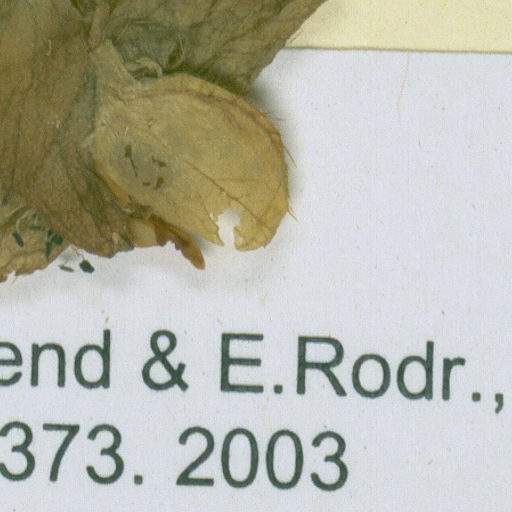 end & E.Rodr.,
373. 2003